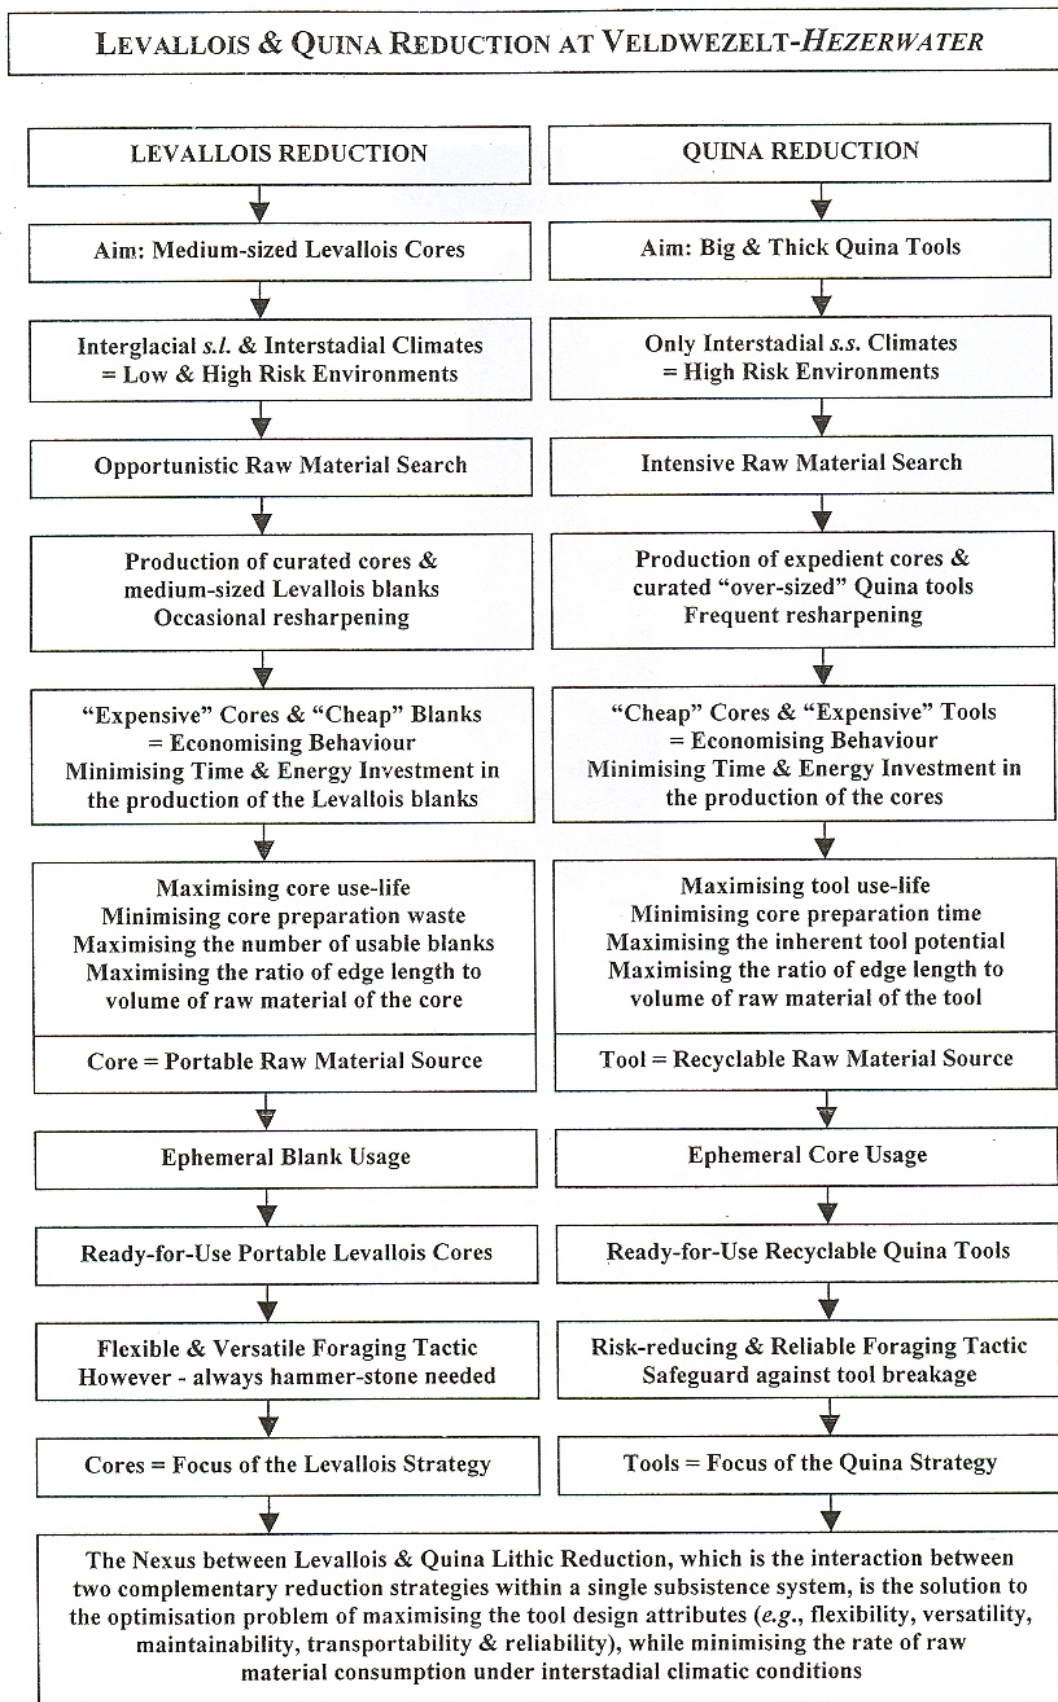 LEVALLOIS & QUINA REDUCTION AT VELDWEZELT-HEZERWATER
LEVALLOIS REDUCTION
Aim: Medium-sized Levallois Cores
Interglacial s.l. & Interstadial Climates
= Low & High Risk Environments
Opportunistic Raw Material Search
Production of curated cores &
medium-sized Levallois blanks
Occasional resharpening
“Expensive” Cores & “Cheap” Blanks
= Economising Behaviour
Minimising Time & Energy Investment in
the production of the Levallois blanks
Maximising core use-life
Minimising core preparation waste
Maximising the number of usable blanks
Maximising the ratio of edge length to
volume of raw material of the core
Core = Portable Raw Material Source
Ephemeral Blank Usage
Ready-for-Use Portable Levallois Cores
Flexible & Versatile Foraging Tactic
However - always hammer-stone needed
Cores = Focus of the Levallois Strategy
QUINA REDUCTION
Aim: Big & Thick Quina Tools
Only Interstadial s.s. Climates
= High Risk Environments
Intensive Raw Material Search
Production of expedient cores &
curated “over-sized” Quina tools
Frequent resharpening
“Cheap” Cores & “Expensive” Tools
= Economising Behaviour
Minimising Time & Energy Investment in
the production of the cores
Maximising tool use-life
Minimising core preparation time
Maximising the inherent tool potential
Maximising the ratio of edge length to
volume of raw material of the tool
Tool = Recyclable Raw Material Source
Ephemeral Core Usage
Ready-for-Use Recyclable Quina Tools
Risk-reducing & Reliable Foraging Tactic
Safeguard against tool breakage
Tools = Focus of the Quina Strategy
The Nexus between Levallois & Quina Lithic Reduction, which is the interaction between
two complementary reduction strategies within a single subsistence system, is the solution to
the optimisation problem of maximising the tool design attributes (e.g., flexibility, versatility,
maintainability, transportability & reliability), while minimising the rate of raw
material consumption under interstadial climatic conditions